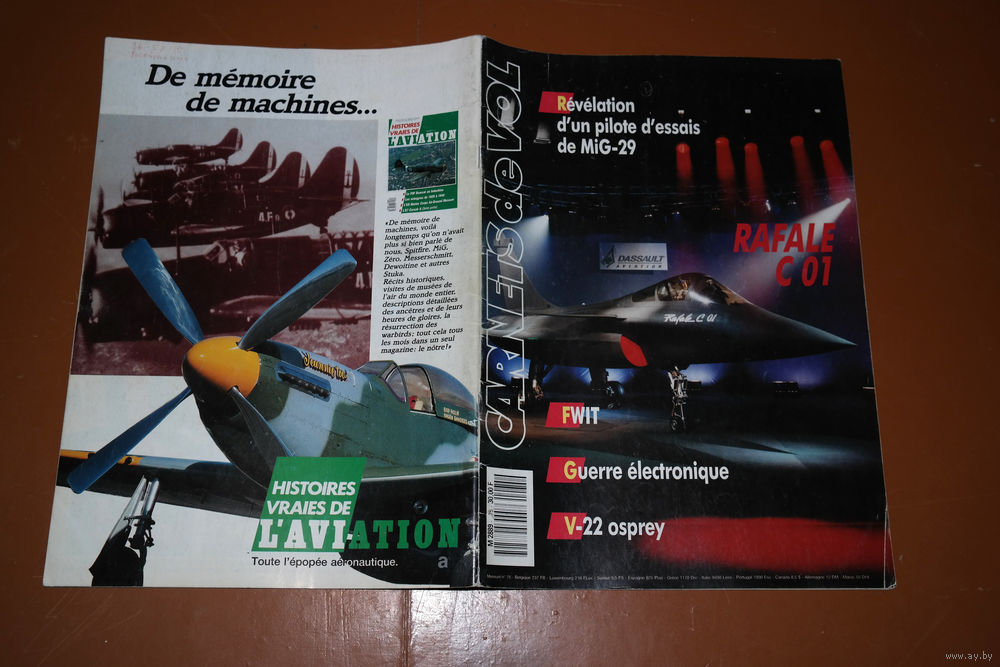 De mémoire
de machines...
HISTOIRES
VRAIES DE
L'AVIATION
«De mémoire de
machines, voilà
longtemps qu'on n'avait
plus si bien parlé de
nous, Spitfire, MiG,
Zéro, Messerschmitt,
Dewoitine et autres
Stuka.
Récits historiques,
visites de musées de
l'air du monde entier,
descriptions détaillées
des ancêtres et de leurs
heures de gloires, la
résurrection des
warbirds; tout cela tous
les mois dans un seul
magazine: le nôtre!»
HISTOIRES
VRAIES DE
L'AVIATION
Toute l'épopée aéronautique.
a
CARNETS de VOL
Révélation
d'un pilote d'essais
de MiG-29
RAFALE
C 01
DASSAULT
AVIATION
Rafale C 01
FWIT
Guerre électronique
V-22 osprey
www.ay.by